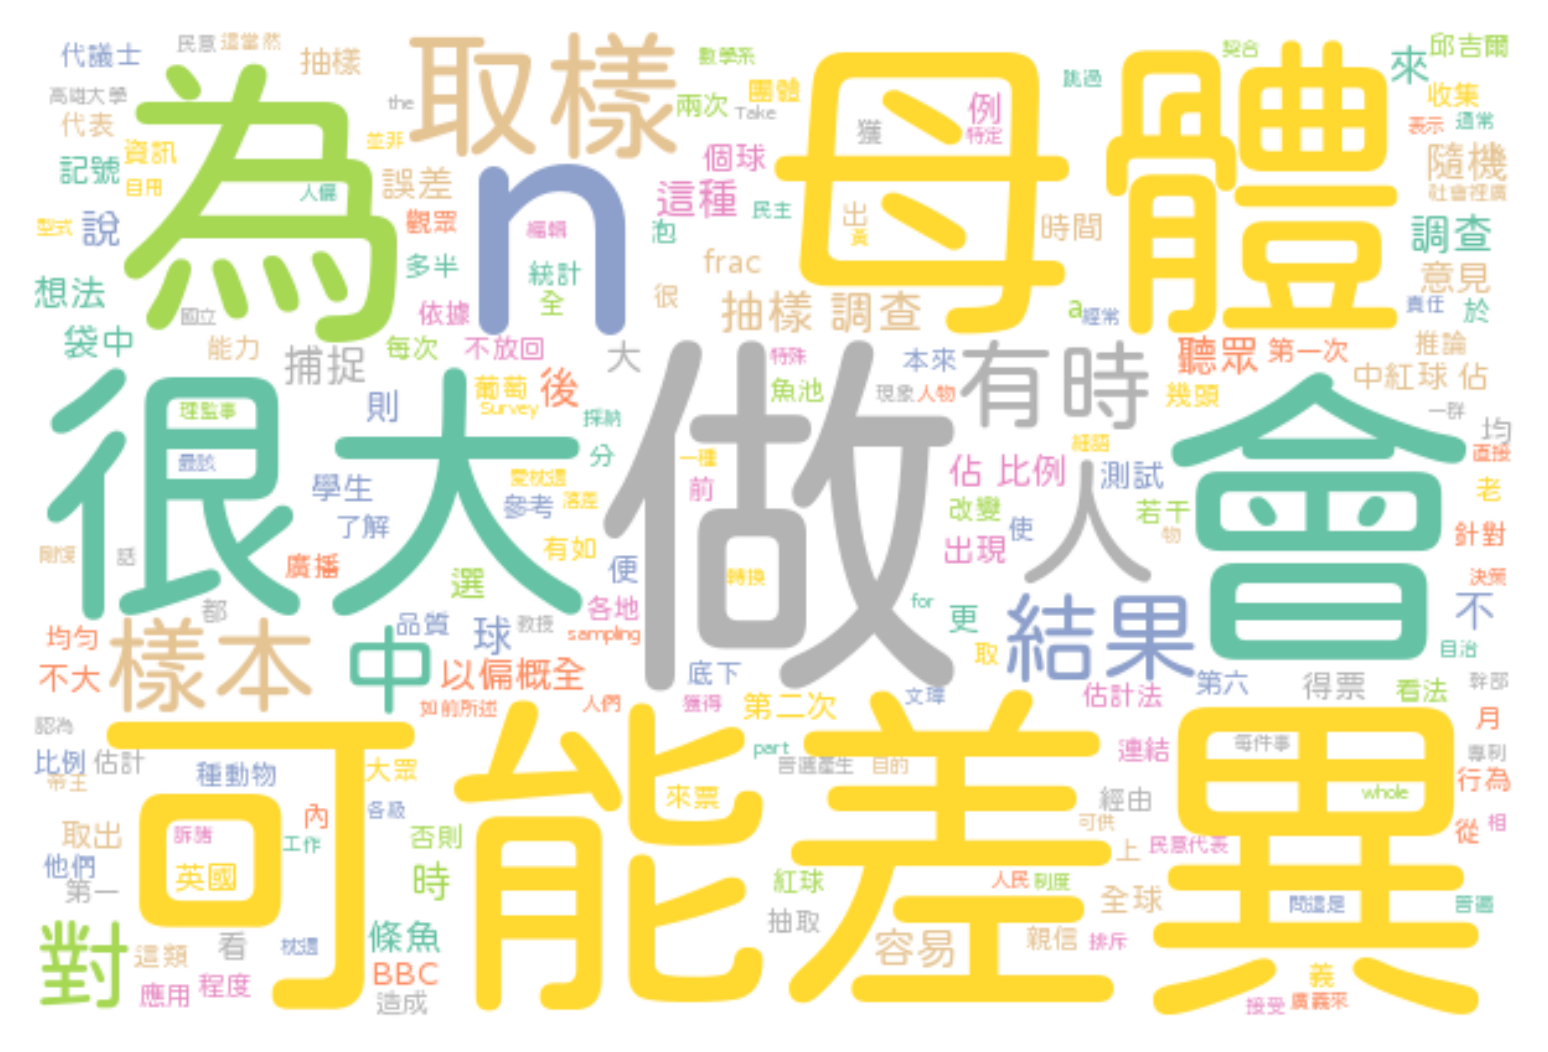 代議士
民意
這當然
抽樣
取樣
數學系
母體
契合
來
邱吉爾
高雄大學
the
為
兩次
團體
Take
跳過
收集
代表
並非
例
特定
獲
表示
通常
記號
資訊
自用
誤差
個球
隨機
社會裡廣
人僵
n
這種
民主
出
黃
時間
型式
說
觀眾
編輯
泡
調查
多半
統計
frac
意見
想法
全
很
抽樣 調查
a
經常
責任
於
國立
依據
袋中
能力
捕捉
每次
不放回
大
特殊
本來
有時
聽眾
第一次
推論
很大
理監事
則
葡萄
Survey
後
採納
做
魚池
現象
人物
幾頭
中紅球 佔
一群
均
最該
分
一種
經語
會
直接
學生
愛枕邊
參考
落差
前
佔 比例
人
測試
老
了解
改變
若干
剛愎
話
廣播
有如
出現
使
物
針對
選
便
轉換
決策
都
各地
for
更
結果
不
均勻
樣本
中
品質
球
教授
sampling
取
自治
不大
以偏概全
底下
估計法
第六
得票
看法
幹部
如前所述
人們
獲得
第二次
文瑋
認為
可能差異
月
比例
估計
種動物
大眾
part
普遍產生
目的
連結
每件事
專制
帝王
各級
來票
經由
whole
行為
內
可供
取出
訴諸
工作
否則
上
民意代表
從
相
他們
英國
第一
時
紅球
人民
制度
全球
問這是
普遍
抽取
對
這類
看
枕邊
條魚
容易
親信
排斥
應用
程度
BBC
造成
義
接受
廣義來